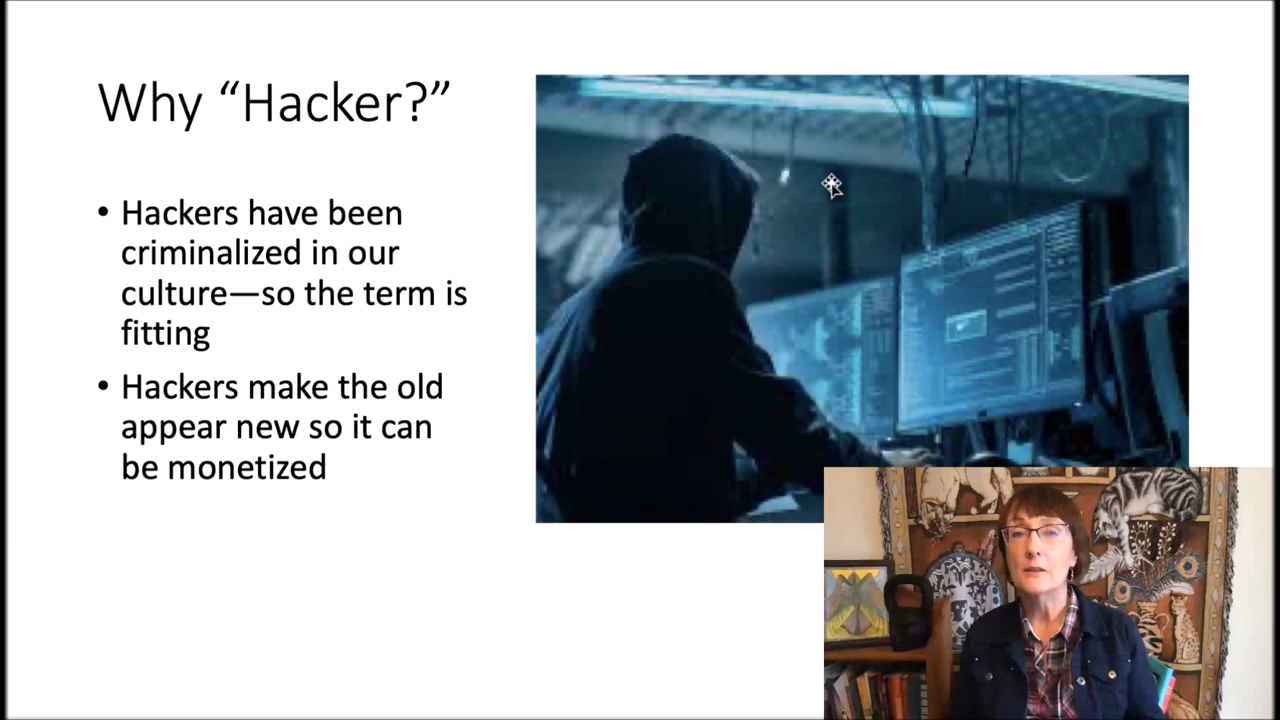 Why “Hacker?”
• Hackers have been
criminalized in our
culture—so the term is
fitting
• Hackers make the old
appear new so it can
be monetized